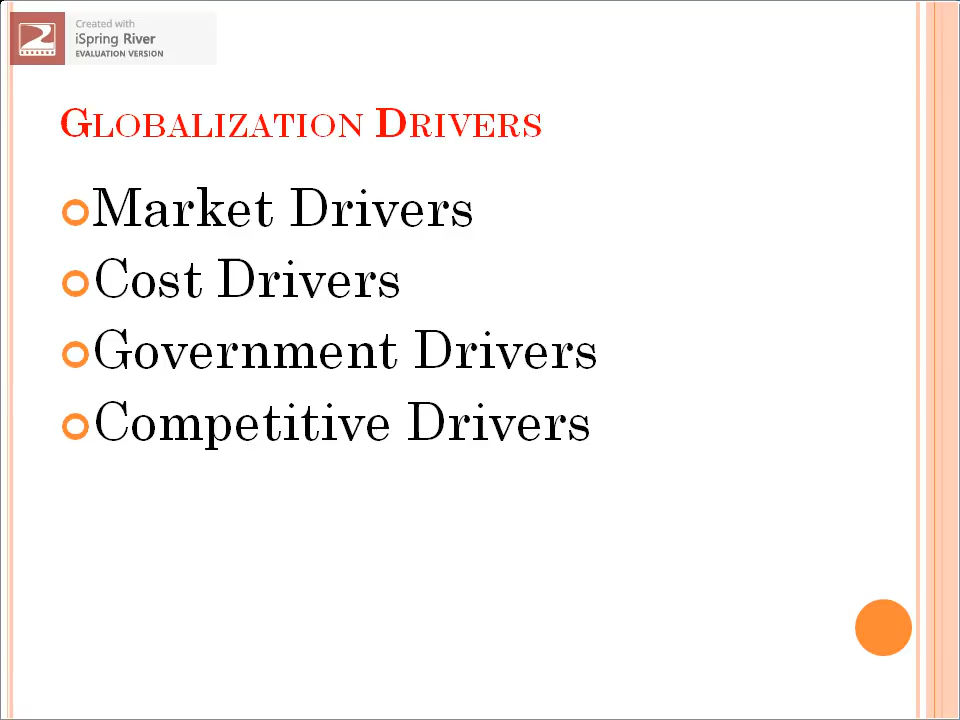 Created with
iSpring River
EVALUATION VERSION
GLOBALIZATION DRIVERS
Market Drivers
Cost Drivers
Government Drivers
Competitive Drivers